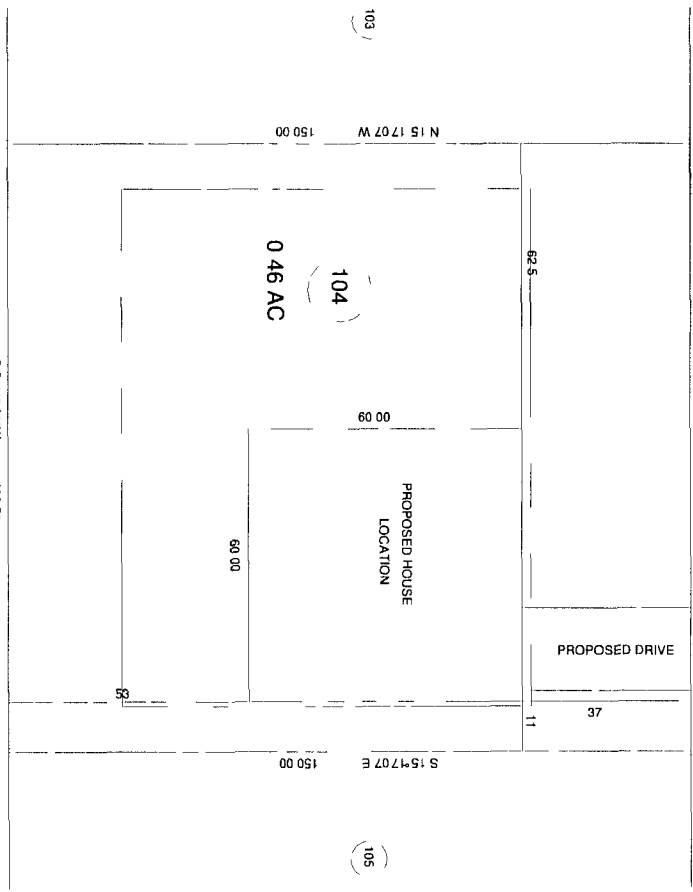 103
N 15 17 07 W 150 00
62 5
104
0 46 AC
60 00
PROPOSED HOUSE
LOCATION
60 00
PROPOSED DRIVE
53
11
37
S 15°17 07 E 150 00
105